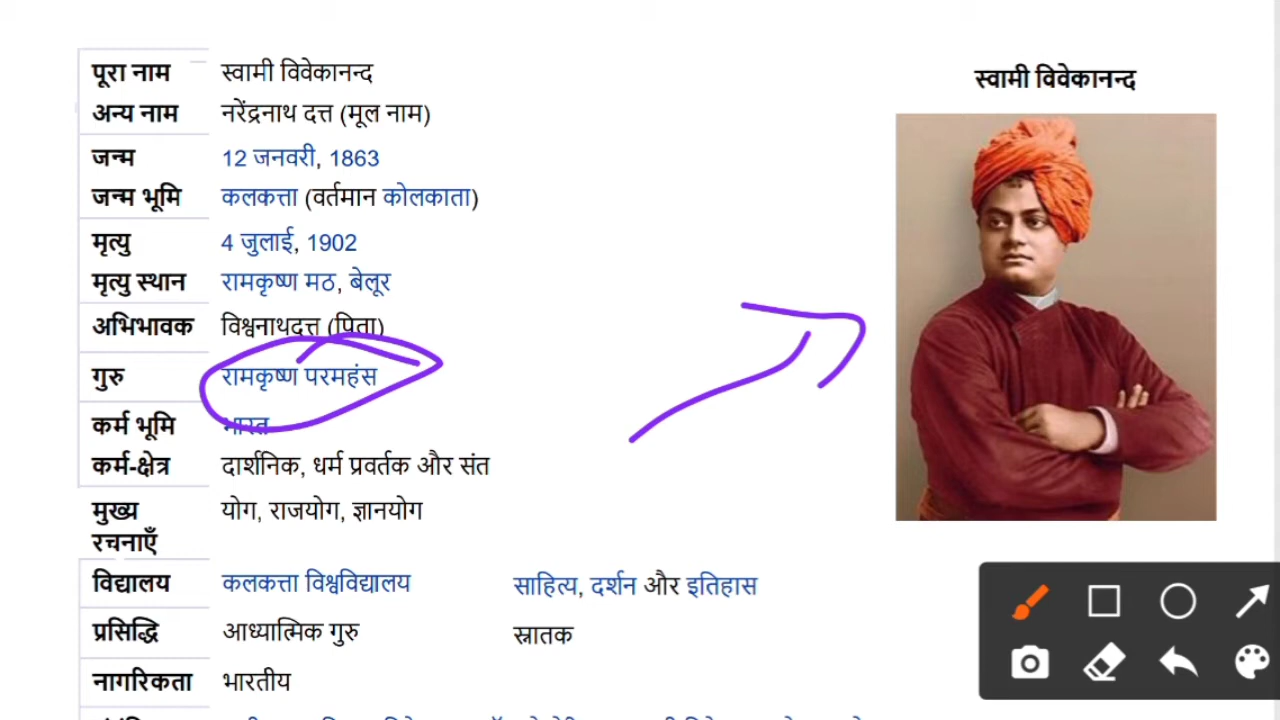 स्वामी विवेकानन्द
पूरा नाम स्वामी विवेकानन्द
अन्य नाम नरेंद्रनाथ दत्त (मूल नाम)
जन्म 12 जनवरी, 1863
जन्म भूमि कलकत्ता (वर्तमान कोलकाता)
मृत्यु 4 जुलाई, 1902
मृत्यु स्थान रामकृष्ण मठ, बेलूर
अभिभावक विश्वनाथदत्त (पिता)
गुरु रामकृष्ण परमहंस
कर्म भूमि भारत
कर्म-क्षेत्र दार्शनिक, धर्म प्रवर्तक और संत
मुख्य योग, राजयोग, ज्ञानयोग
रचनाएँ
विद्यालय कलकत्ता विश्वविद्यालय साहित्य, दर्शन और इतिहास
प्रसिद्धि आध्यात्मिक गुरु स्नातक
नागरिकता भारतीय